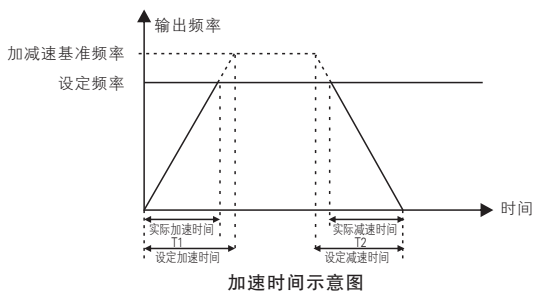 输出频率
加减速基准频率
设定频率
时间
实际加速时间 实际减速时间
T1 T2
设定加速时间 设定减速时间
加速时间示意图